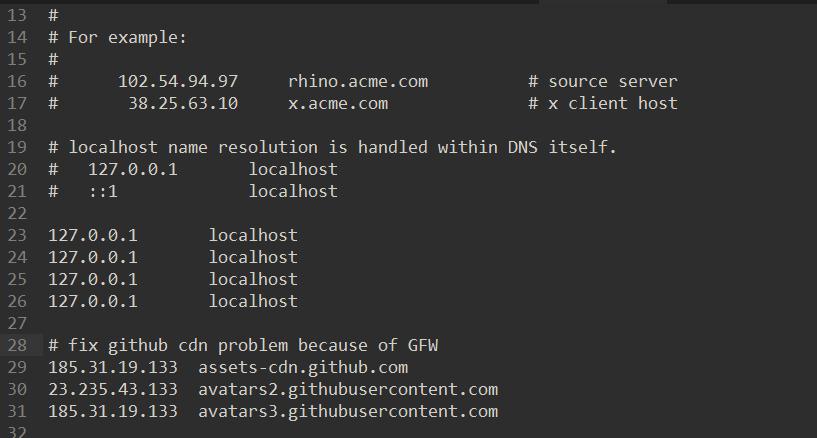 13 #
14 # For example:
15 #
16 #      102.54.94.97     rhino.acme.com          # source server
17 #       38.25.63.10     x.acme.com              # x client host
18
19 # localhost name resolution is handled within DNS itself.
20 #   127.0.0.1       localhost
21 #   ::1             localhost
22
23 127.0.0.1       localhost
24 127.0.0.1       localhost
25 127.0.0.1       localhost
26 127.0.0.1       localhost
27
28 # fix github cdn problem because of GFW
29 185.31.19.133  assets-cdn.github.com
30 23.235.43.133  avatars2.githubusercontent.com
31 185.31.19.133  avatars3.githubusercontent.com
32